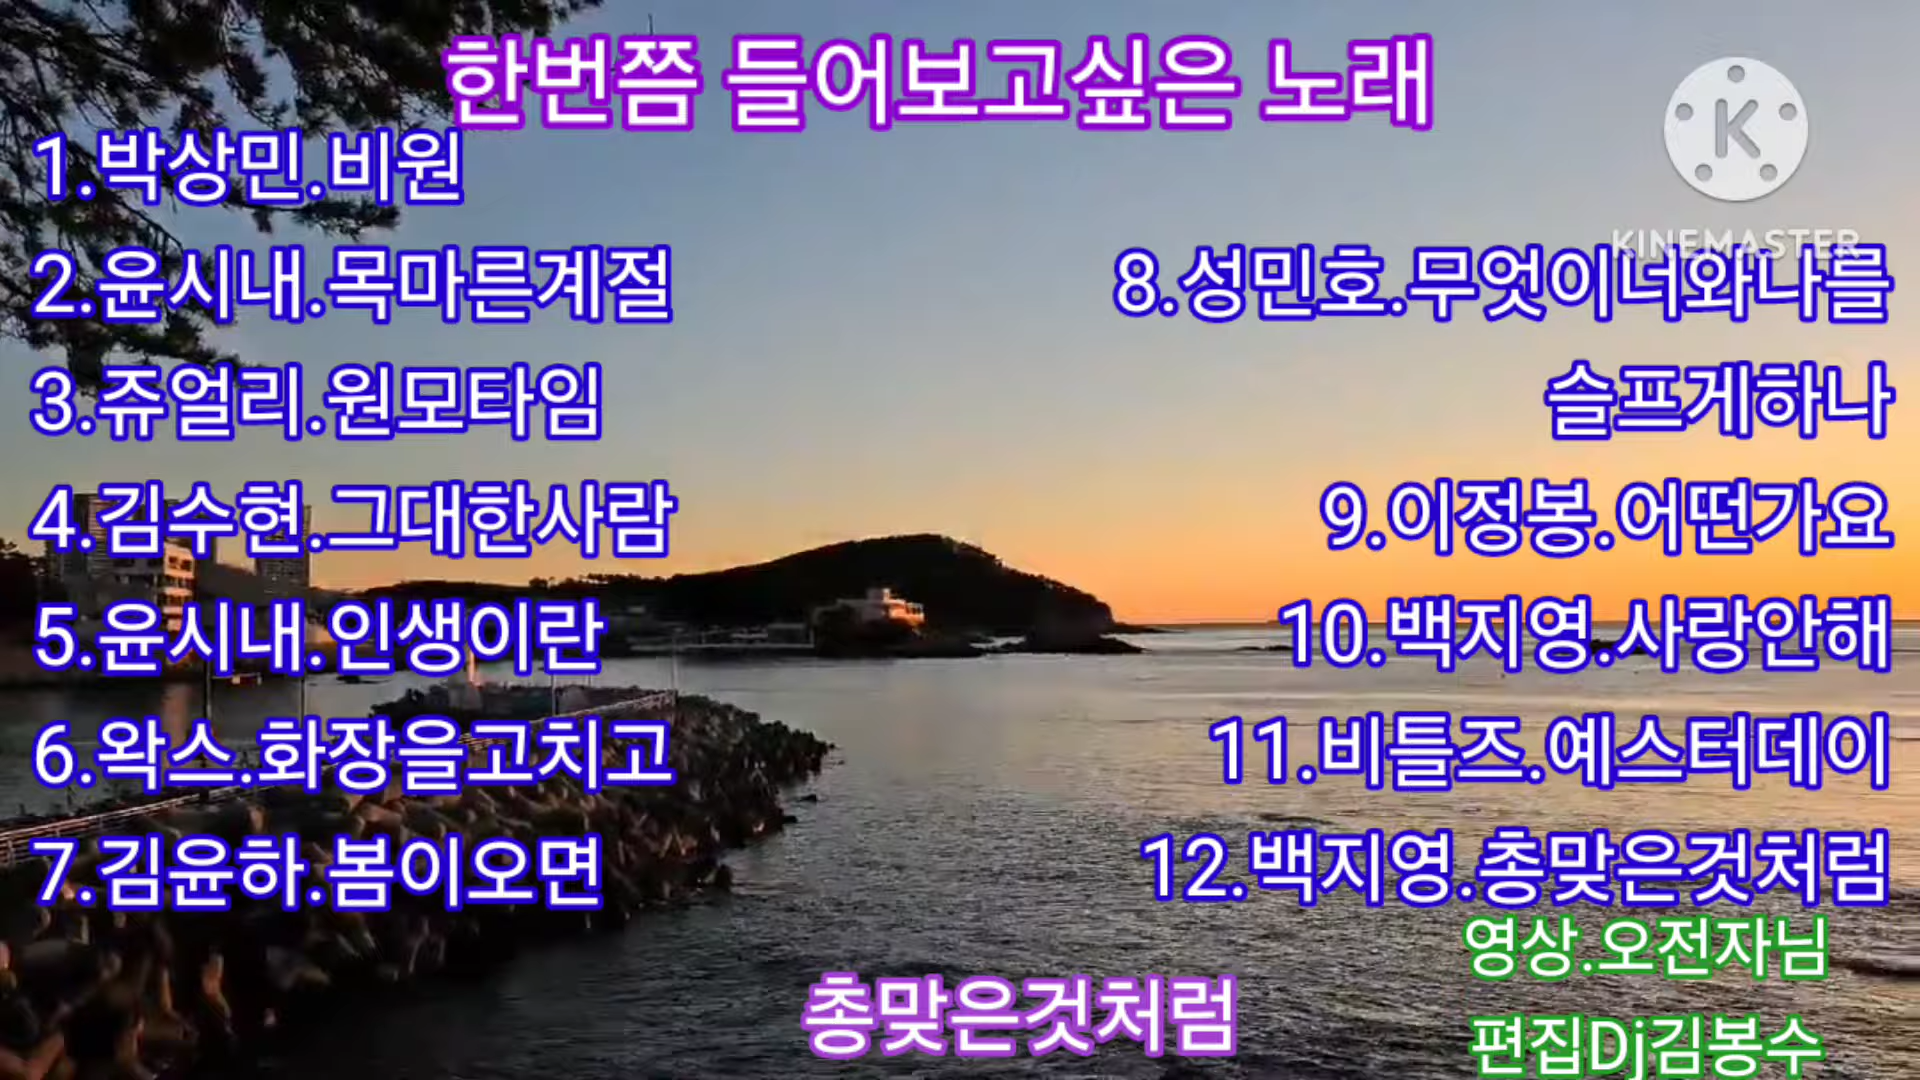 한번쯤 들어보고싶은 노래
1.박상민.비원
2.윤시내.목마른계절
3.쥬얼리.원모타임
4.김수현.그대한사람
5.윤시내.인생이란
6.왁스.화장을고치고
7.김윤하.봄이오면
K
KINEMASTER
8.성민호.무엇이너와나를
슬프게하나
9.이정봉.어떤가요
10.백지영.사랑안해
11.비틀즈.예스터데이
12.백지영.총맞은것처럼
영상.오전자님
편집Dj김봉수
총맞은것처럼